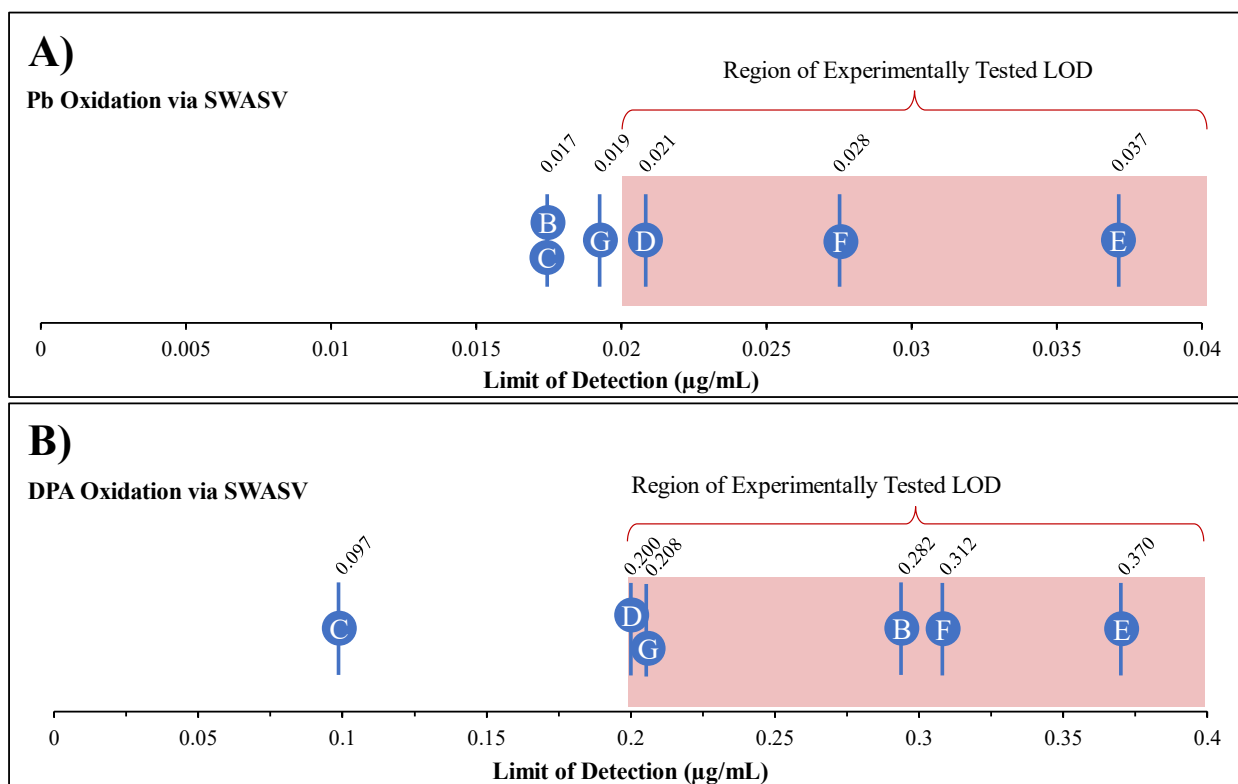 A)
Region of Experimentally Tested LOD
Pb Oxidation via SWASV
0.017 0.019 0.021 0.028 0.037
B
C G D F E
0 0.005 0.01 0.015 0.02 0.025 0.03 0.035 0.04
Limit of Detection (µg/mL)
B)
DPA Oxidation via SWASV
Region of Experimentally Tested LOD
0.097 0.200 0.208 0.282 0.312 0.370
C D G B F E
0 0.1 0.15 0.2 0.25 0.3 0.35 0.4
Limit of Detection (µg/mL)